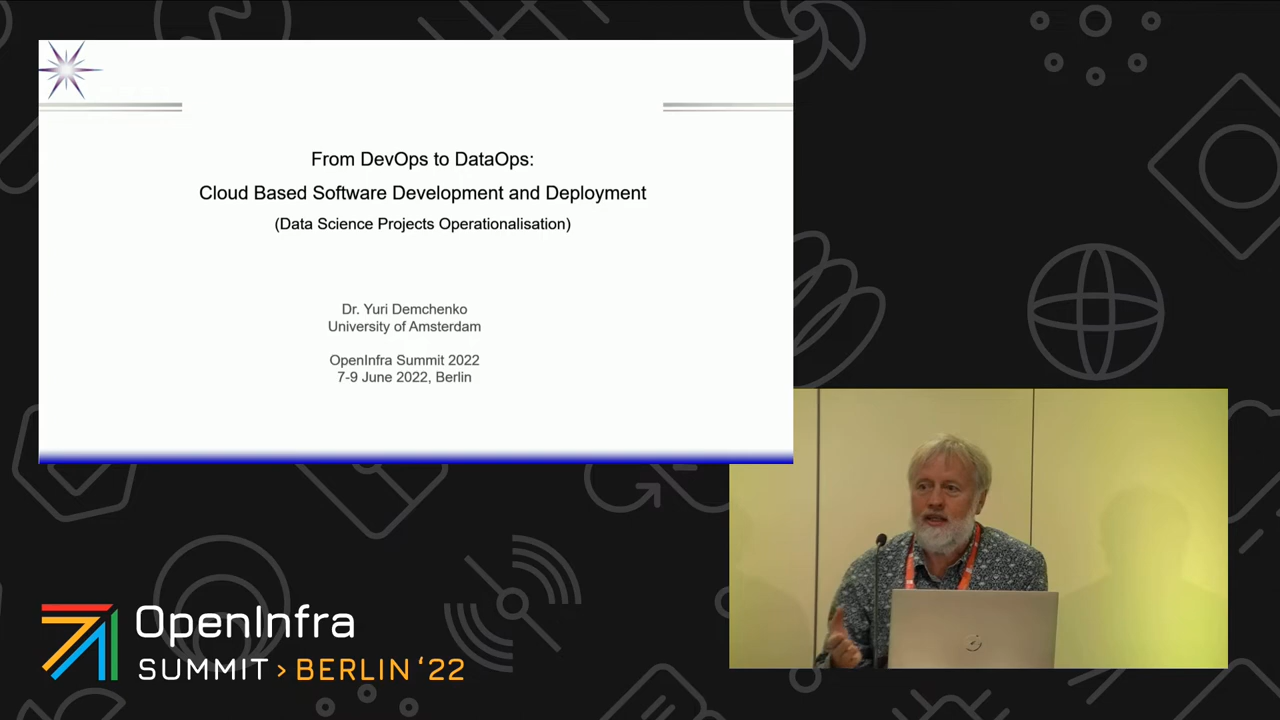 From DevOps to DataOps:
Cloud Based Software Development and Deployment
(Data Science Projects Operationalisation)
Dr. Yuri Demchenko
University of Amsterdam
OpenInfra Summit 2022
7-9 June 2022, Berlin
OpenInfra
SUMMIT > BERLIN ‘22